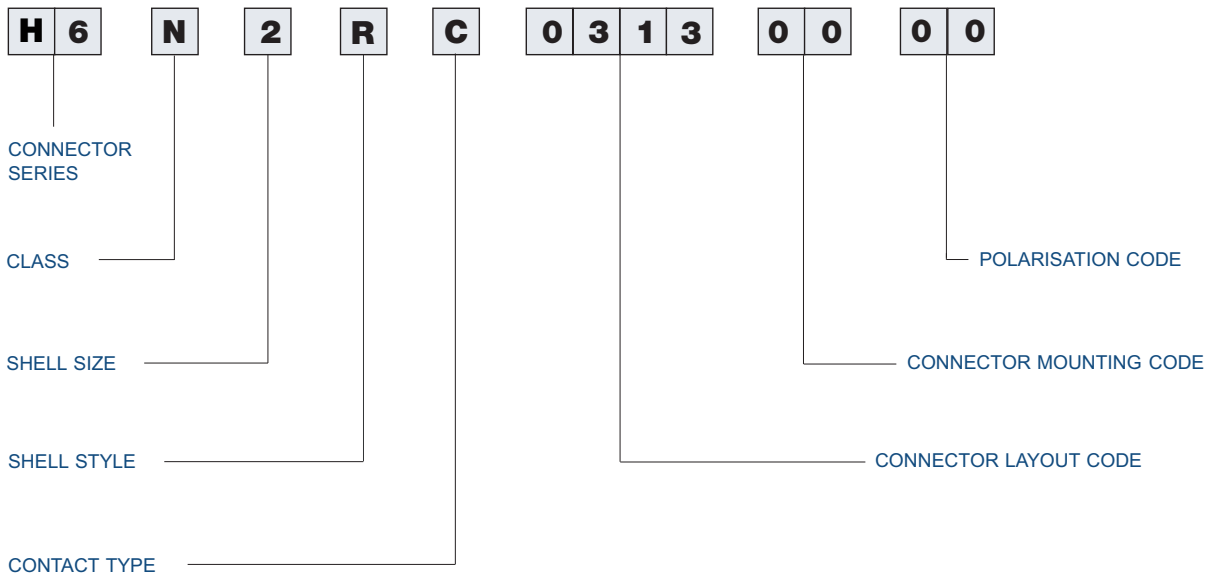 H6 N 2 R C 0313 00 00
CONNECTOR
SERIES
CLASS
POLARISATION CODE
SHELL SIZE
CONNECTOR MOUNTING CODE
SHELL STYLE
CONNECTOR LAYOUT CODE
CONTACT TYPE